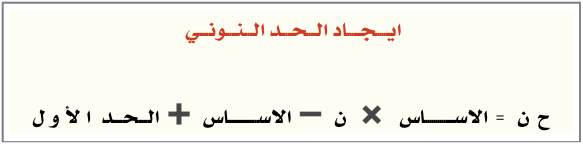 ايجاد الحد النوني
ح ن = الاساس × ن − الاساس + الحد الأول